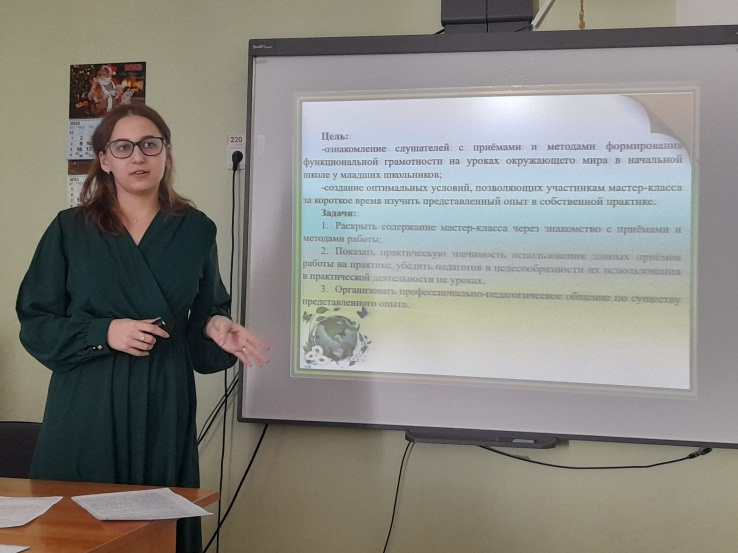 220
Цель:
-ознакомление слушателей с приёмами и методами формирования
функциональной грамотности на уроках окружающего мира в начальной
школе у младших школьников;
-создание оптимальных условий, позволяющих участникам мастер-класса
за короткое время изучить представленный опыт в собственной практике.
Задачи:
1. Раскрыть содержание мастер-класса через знакомство с приёмами и
методами работы;
2. Показать практическую значимость использования данных приёмов
работы на практике, убедить педагогов в целесообразности их использования
в практической деятельности на уроках.
3. Организовать профессионально-педагогическое общение по существу
представленного опыта.